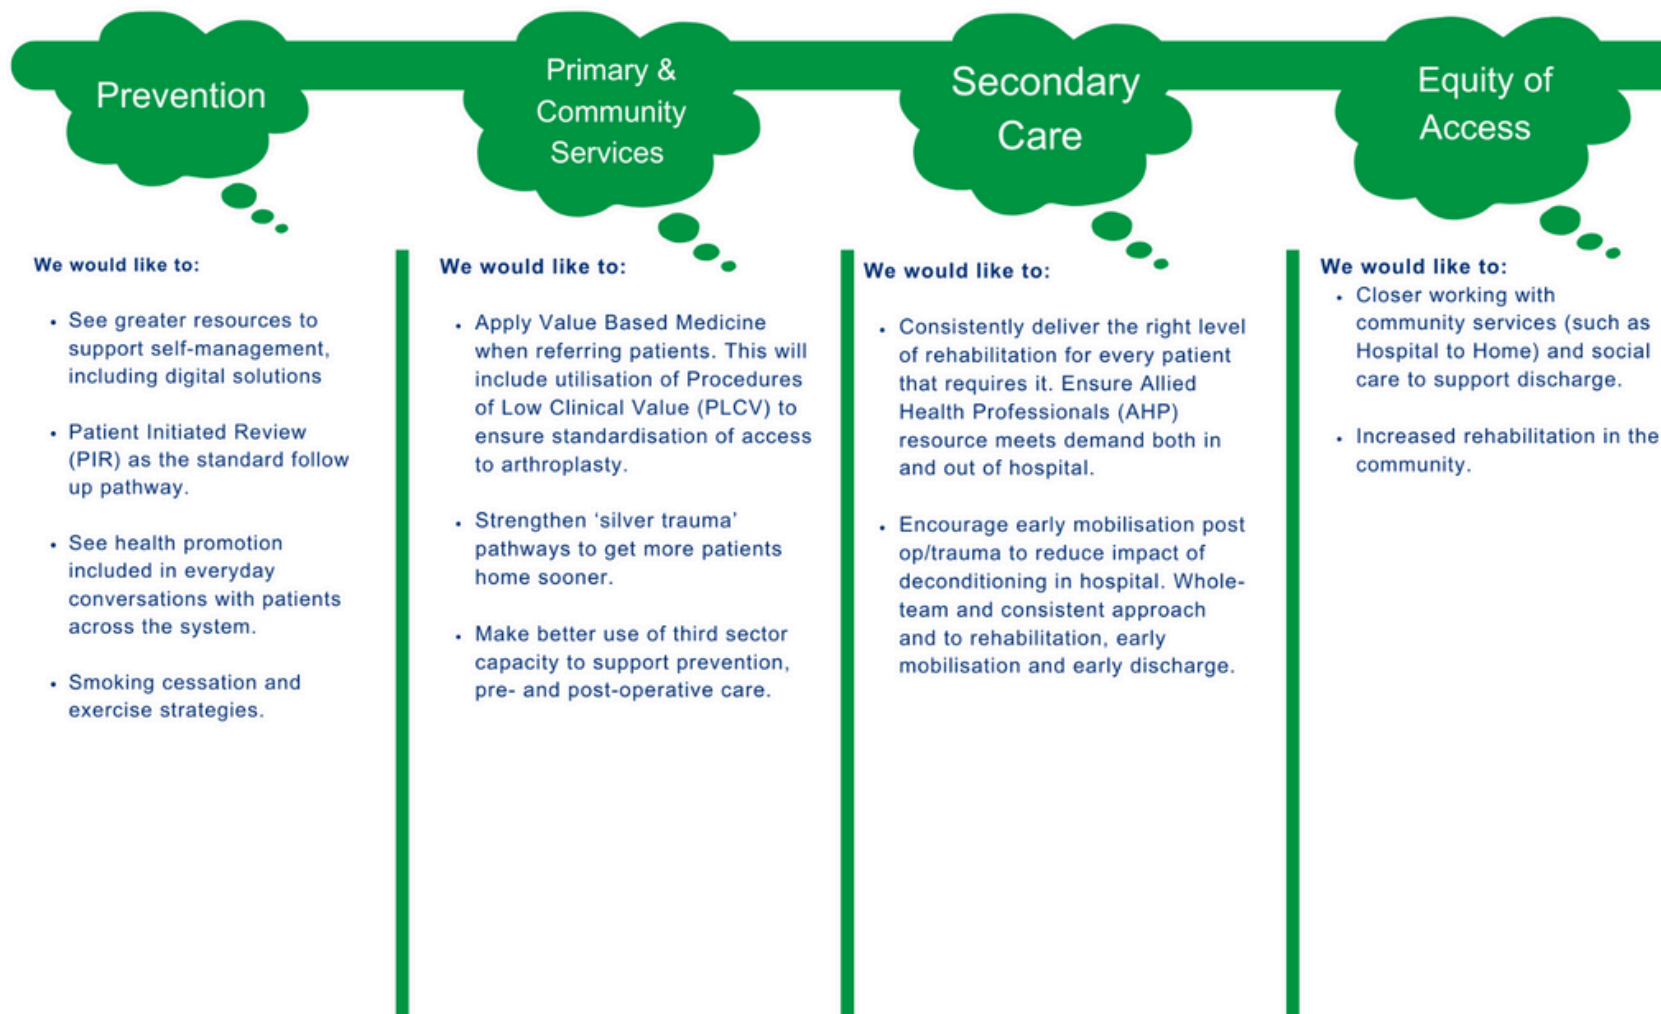 Prevention
We would like to:
• See greater resources to
support self-management,
including digital solutions
• Patient Initiated Review
(PIR) as the standard follow
up pathway.
• See health promotion
included in everyday
conversations with patients
across the system.
• Smoking cessation and
exercise strategies.
Primary &
Community
Services
We would like to:
• Apply Value Based Medicine
when referring patients. This will
include utilisation of Procedures
of Low Clinical Value (PLCV) to
ensure standardisation of access
to arthroplasty.
• Strengthen ‘silver trauma’
pathways to get more patients
home sooner.
• Make better use of third sector
capacity to support prevention,
pre- and post-operative care.
Secondary
Care
We would like to:
• Consistently deliver the right level
of rehabilitation for every patient
that requires it. Ensure Allied
Health Professionals (AHP)
resource meets demand both in
and out of hospital.
• Encourage early mobilisation post
op/trauma to reduce impact of
deconditioning in hospital. Whole-
team and consistent approach
and to rehabilitation, early
mobilisation and early discharge.
Equity of
Access
We would like to:
• Closer working with
community services (such as
Hospital to Home) and social
care to support discharge.
• Increased rehabilitation in the
community.